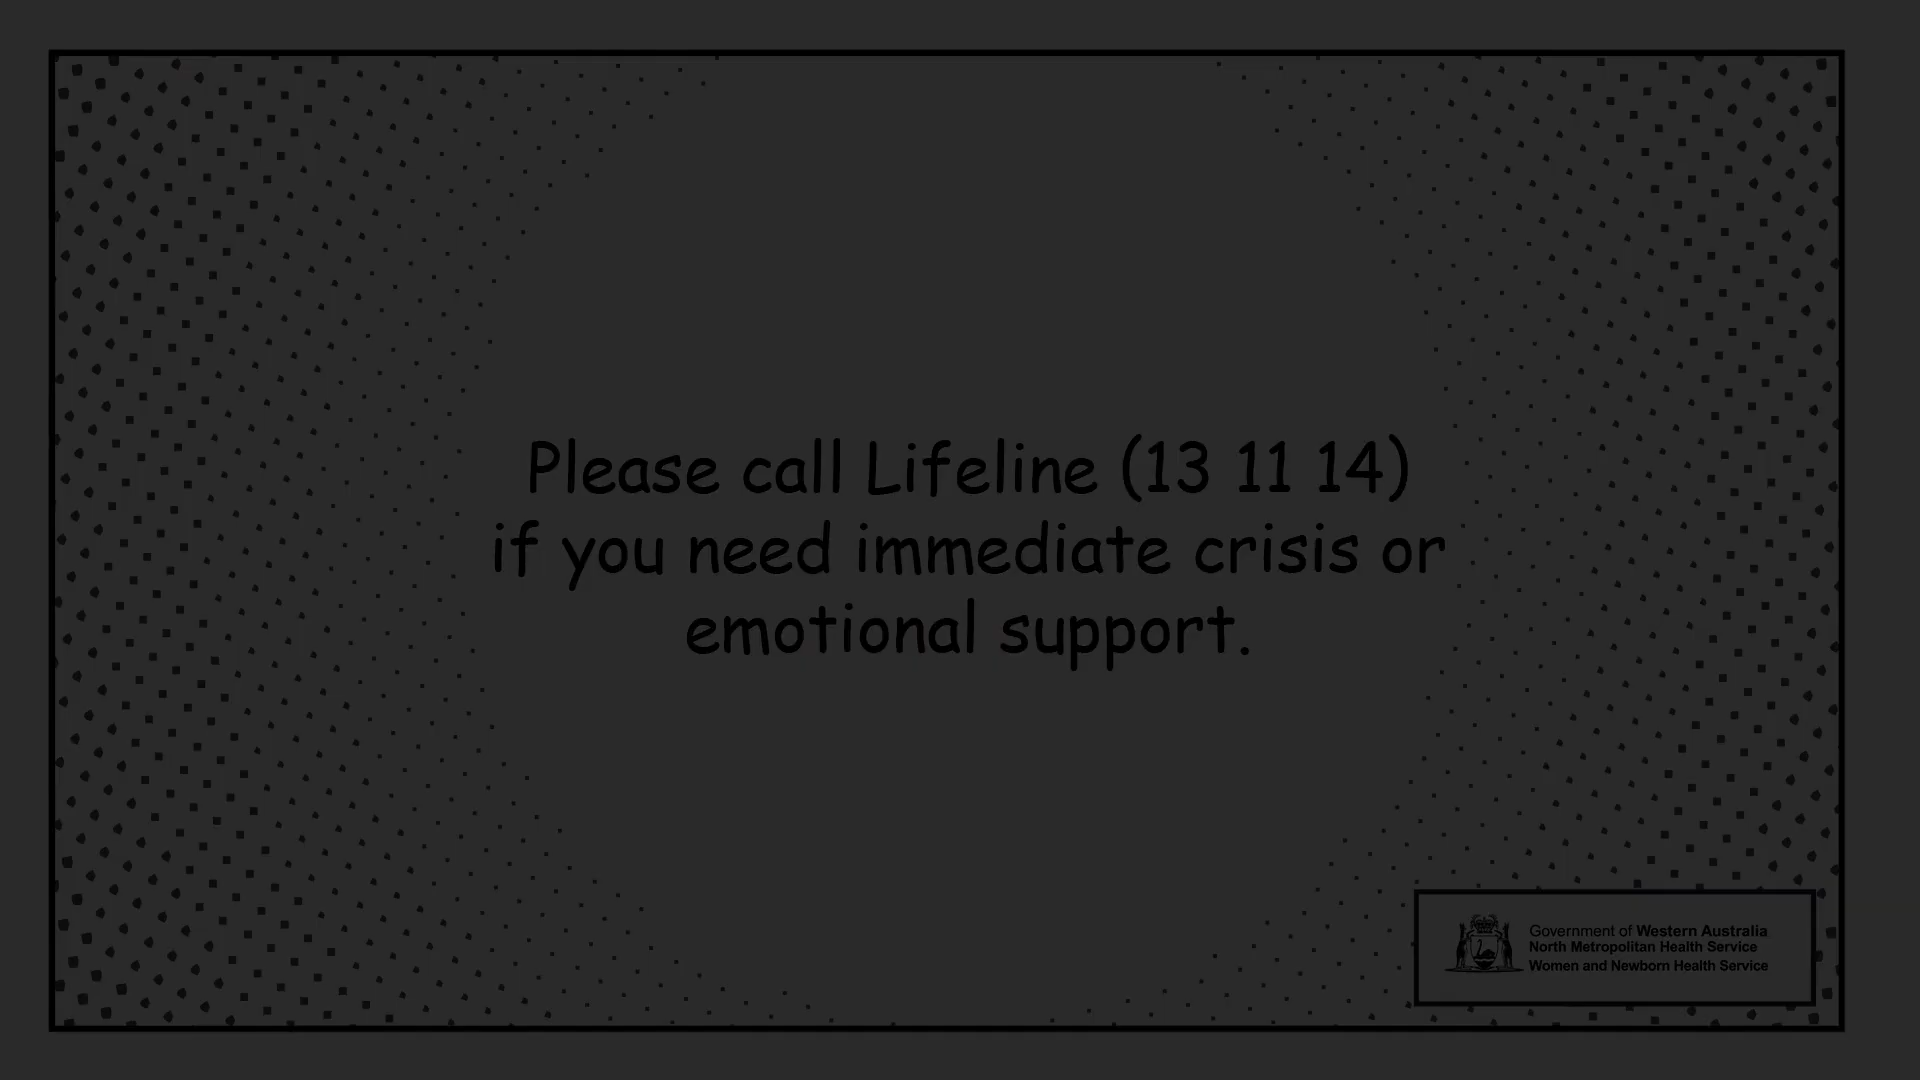 Please call Lifeline (13 11 14)
if you need immediate crisis or
emotional support.
Government of Western Australia
North Metropolitan Health Service
Women and Newborn Health Service